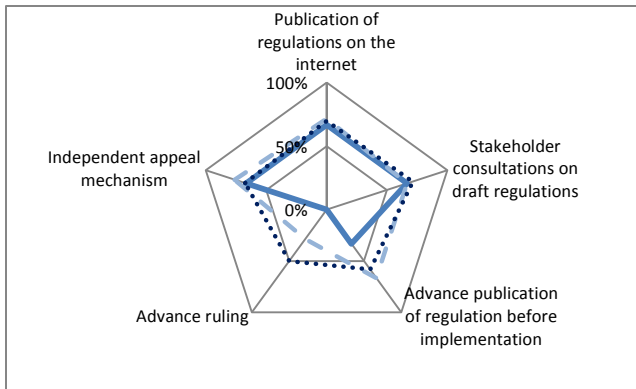 Publication of
regulations on the
internet
100%
50%
0%
Stakeholder
consultations on
draft regulations
Independent appeal
mechanism
Advance ruling
Advance publication
of regulation before
implementation